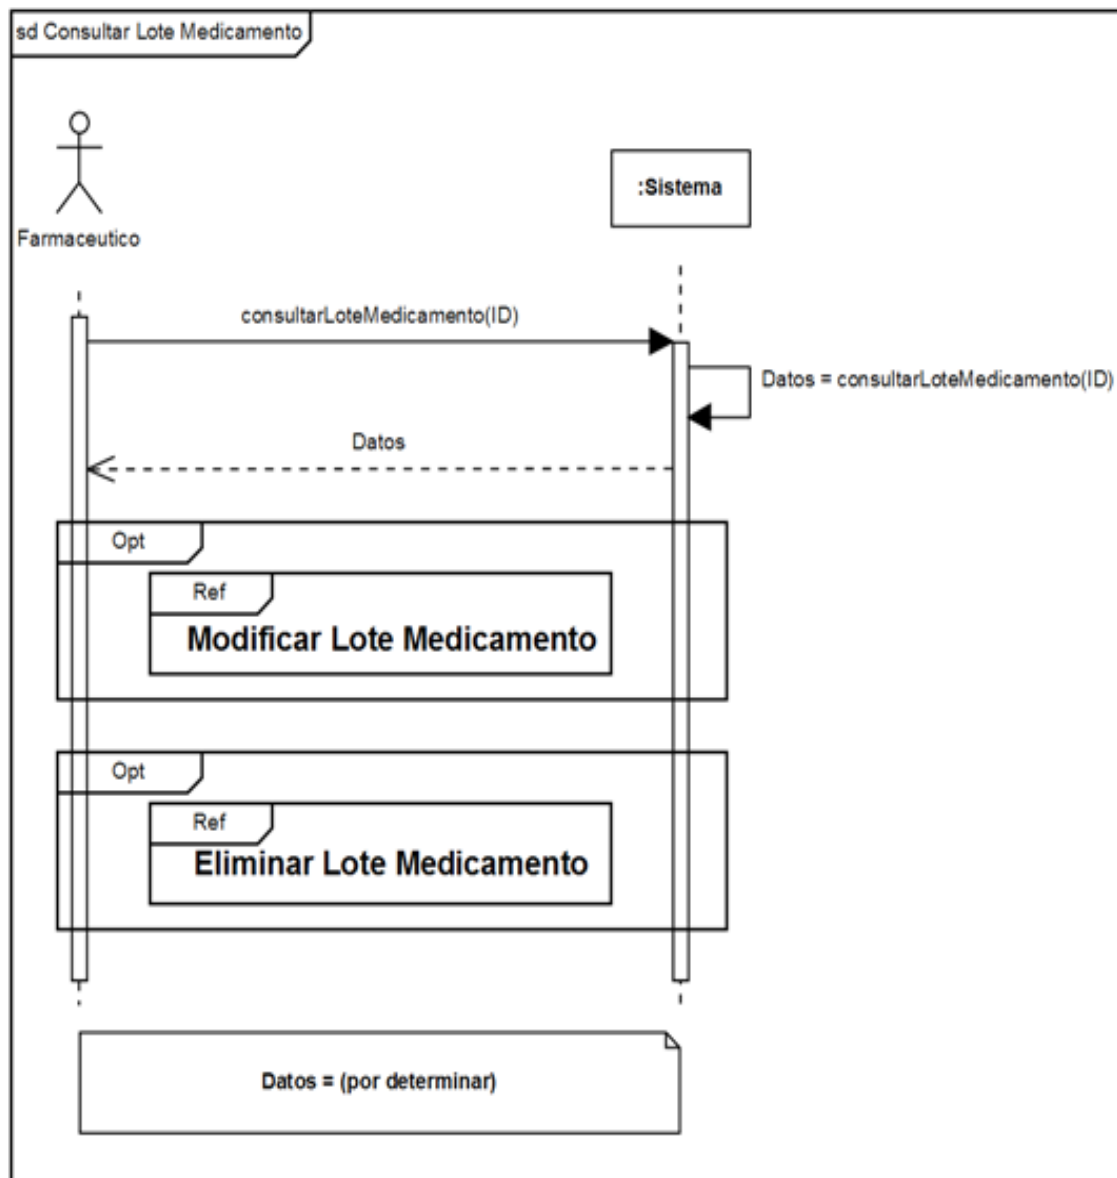 sd Consultar Lote Medicamento
:Sistema
Farmaceutico
consultarLoteMedicamento(ID)
Datos = consultarLoteMedicamento(ID)
Datos
Opt
Ref
Modificar Lote Medicamento
Opt
Ref
Eliminar Lote Medicamento
Datos = (por determinar)